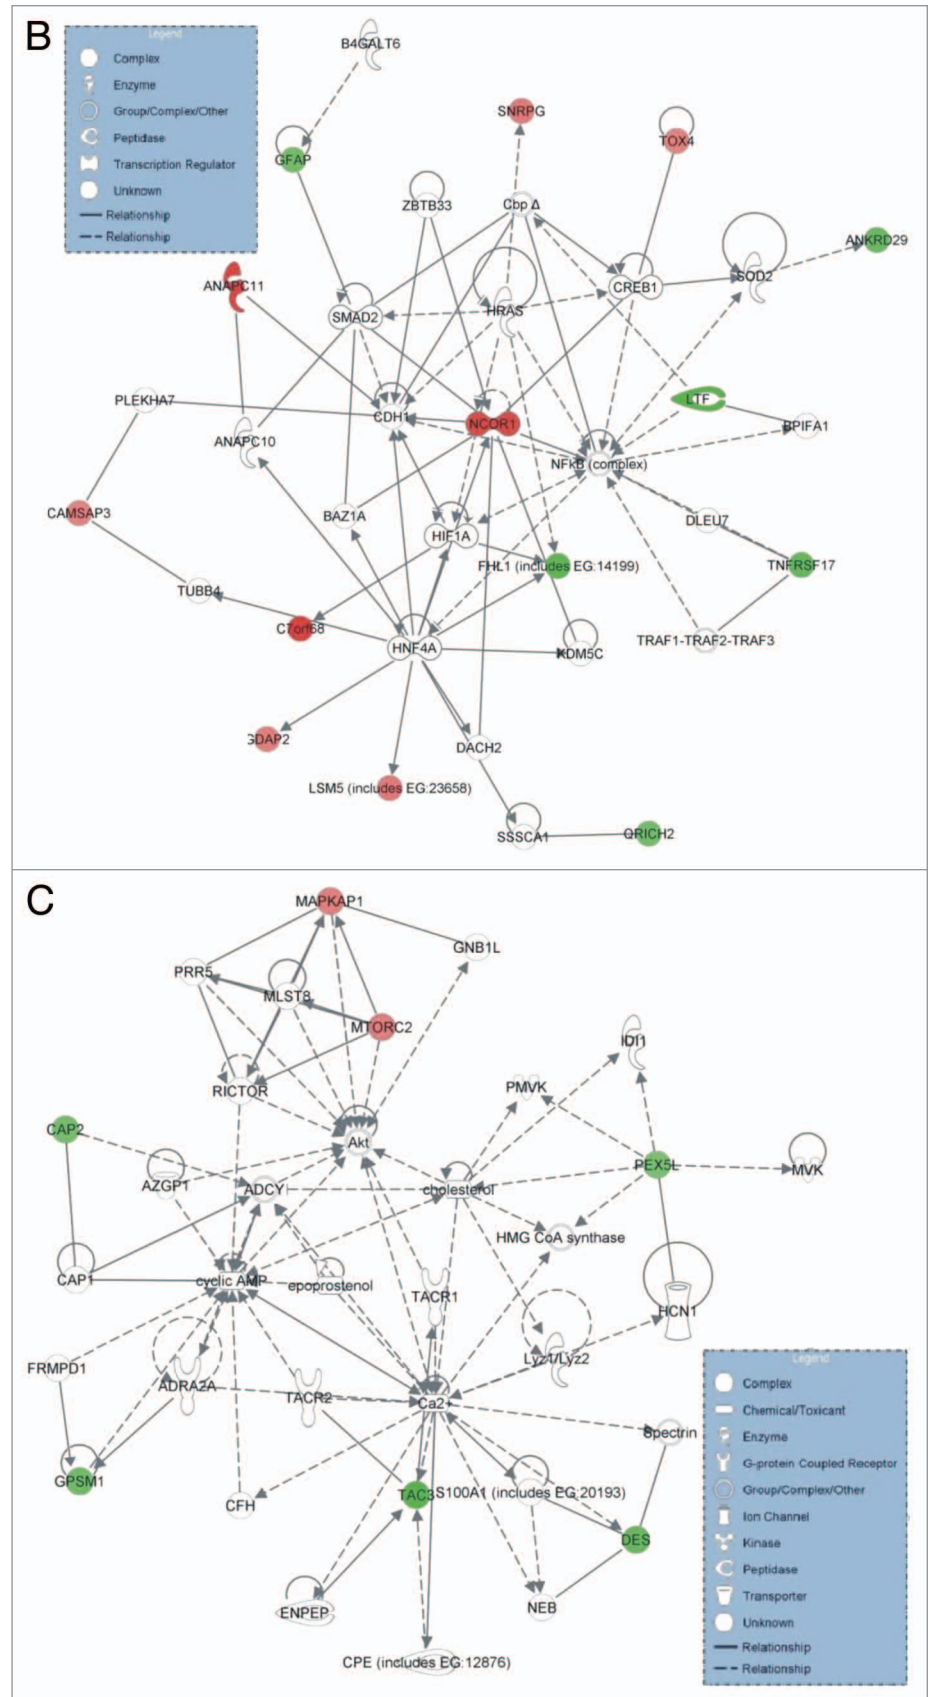 B
Legend
Complex
Enzyme
Group/Complex/Other
Peptidase
Transcription Regulator
Unknown
Relationship
Relationship
B4GALT6
SNRPG
TOX4
GFAP
ZBTB33
Cbp Δ
ANKRD29
ANAPC11
CREB1
SOD2
SMAD2
HRAS
PLEKHA7
LTF
CDH1
NCOR1
BPIFA1
ANAPC10
NFkB (complex)
CAMSAP3
BAZ1A
DLEU7
HIF1A
FHL1 (includes EG:14199)
TNFRSF17
TUBB4
C7orf68
TRAF1-TRAF2-TRAF3
HNF4A
KDM5C
GDAP2
DACH2
LSM5 (includes EG:23658)
SSSCA1
QRICH2
C
MAPKAP1
GNB1L
PRR5
MLST8
MTORC2
IDI1
RICTOR
PMVK
CAP2
Akt
PEX5L
MVK
AZGP1
ADCY
cholesterol
HMG CoA synthase
CAP1
cyclic AMP
epoprostenol
TACR1
HCN1
FRMPD1
Lyz1/Lyz2
ADRA2A
TACR2
Ca2+
Spectrin
GPSM1
CFH
TAC3
S100A1 (includes EG:20193)
DES
ENPEP
NEB
CPE (includes EG:12876)
Legend
Complex
Chemical/Toxicant
Enzyme
G-protein Coupled Receptor
Group/Complex/Other
Ion Channel
Kinase
Peptidase
Transporter
Unknown
Relationship
Relationship